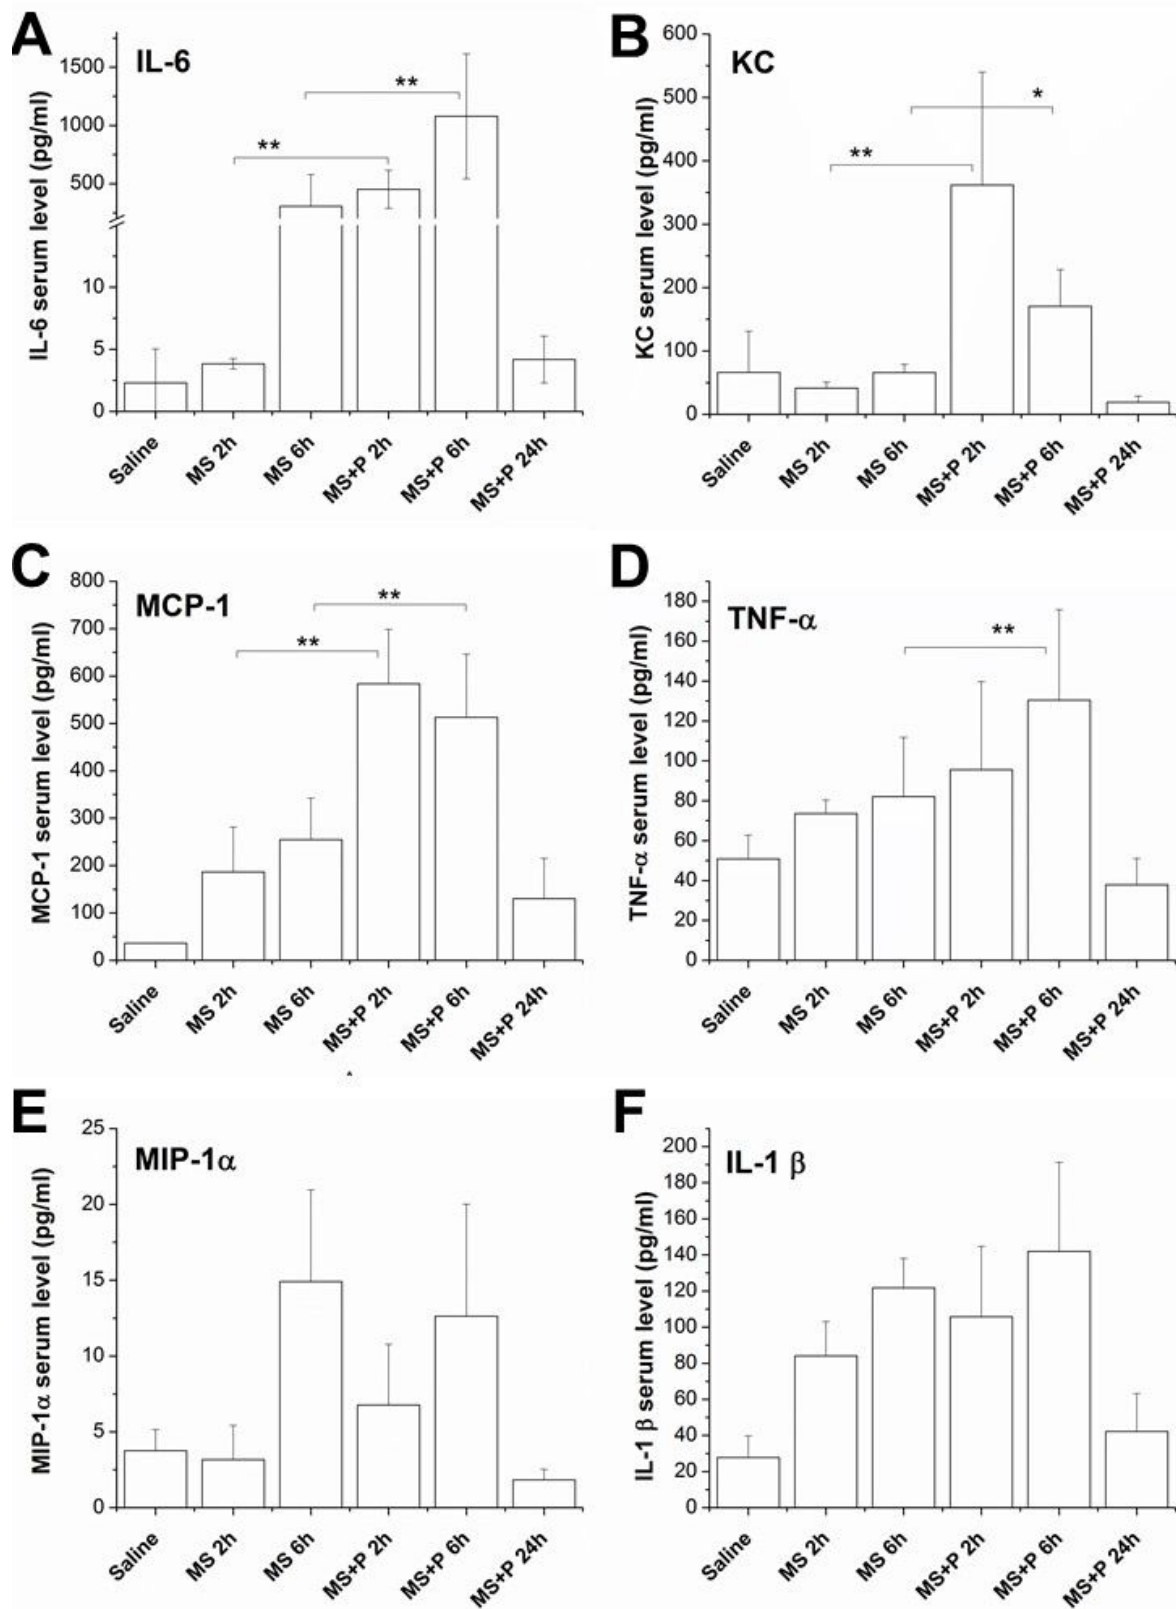 A
IL-6
IL-6 serum level (pg/ml)
1500
1000
500
10
5
0
**
**
Saline
MS 2h
MS 6h
MS+P 2h
MS+P 6h
MS+P 24h
B
KC
KC serum level (pg/ml)
600
500
400
300
200
100
0
**
*
Saline
MS 2h
MS 6h
MS+P 2h
MS+P 6h
MS+P 24h
C
MCP-1
MCP-1 serum level (pg/ml)
800
700
600
500
400
300
200
100
0
**
**
Saline
MS 2h
MS 6h
MS+P 2h
MS+P 6h
MS+P 24h
D
TNF-α
TNF-α serum level (pg/ml)
180
160
140
120
100
80
60
40
20
0
**
Saline
MS 2h
MS 6h
MS+P 2h
MS+P 6h
MS+P 24h
E
MIP-1α
MIP-1α serum level (pg/ml)
25
20
15
10
5
0
Saline
MS 2h
MS 6h
MS+P 2h
MS+P 6h
MS+P 24h
F
IL-1 β
IL-1 β serum level (pg/ml)
200
180
160
140
120
100
80
60
40
20
0
Saline
MS 2h
MS 6h
MS+P 2h
MS+P 6h
MS+P 24h